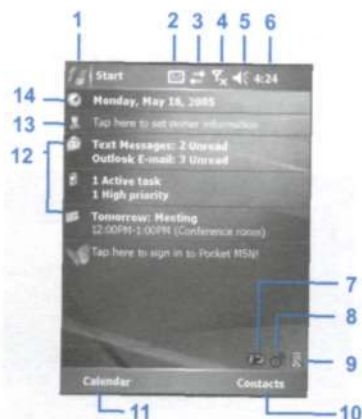 1 2 3 4 5 6
Start 4:24
14 Monday, May 16, 2005
13 Tap here to set owner information
12 Text Messages: 2 Unread
Outlook E-mail: 3 Unread
1 Active task
1 High priority
Tomorrow: Meeting
12:00PM-1:00PM (Conference room)
Tap here to sign in to Pocket MSN!
7
8
9
Calendar Contacts
11 10